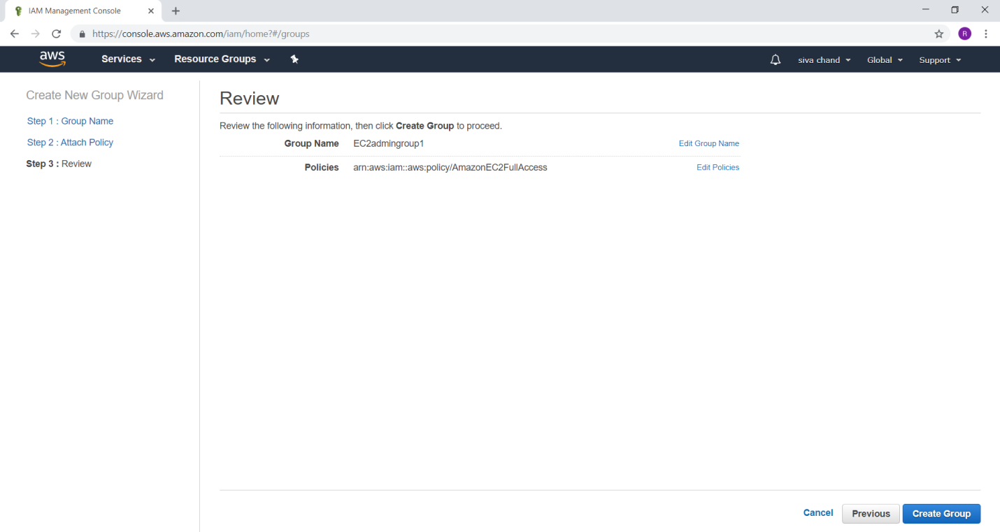 IAM Management Console
https://console.aws.amazon.com/iam/home?#/groups
R
aws Services Resource Groups siva chand Global Support
Create New Group Wizard
Step 1 : Group Name
Step 2 : Attach Policy
Step 3 : Review
Review
Review the following information, then click Create Group to proceed.
Group Name EC2admingroup1 Edit Group Name
Policies arn:aws:iam::aws:policy/AmazonEC2FullAccess Edit Policies
Cancel Previous Create Group